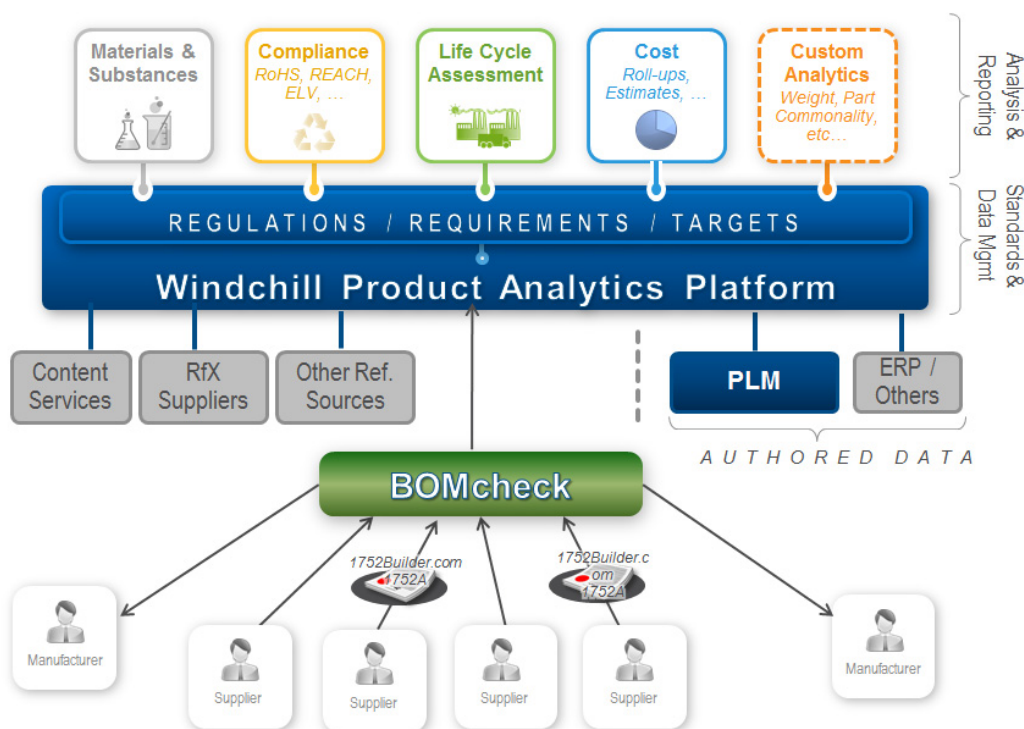 Materials &
Substances
Compliance
RoHS, REACH,
ELV, ...
Life Cycle
Assessment
Cost
Roll-ups,
Estimates, ...
Custom
Analytics
Weight, Part
Commonality,
etc...
Analysis &
Reporting
REGULATIONS / REQUIREMENTS / TARGETS
Windchill Product Analytics Platform
Standards &
Data Mgmt
Content
Services
RfX
Suppliers
Other Ref.
Sources
PLM
ERP /
Others
AUTHORED DATA
BOMcheck
1752Builder.com
1752A
1752Builder.c
om
1752A
Manufacturer
Supplier
Supplier
Supplier
Supplier
Manufacturer